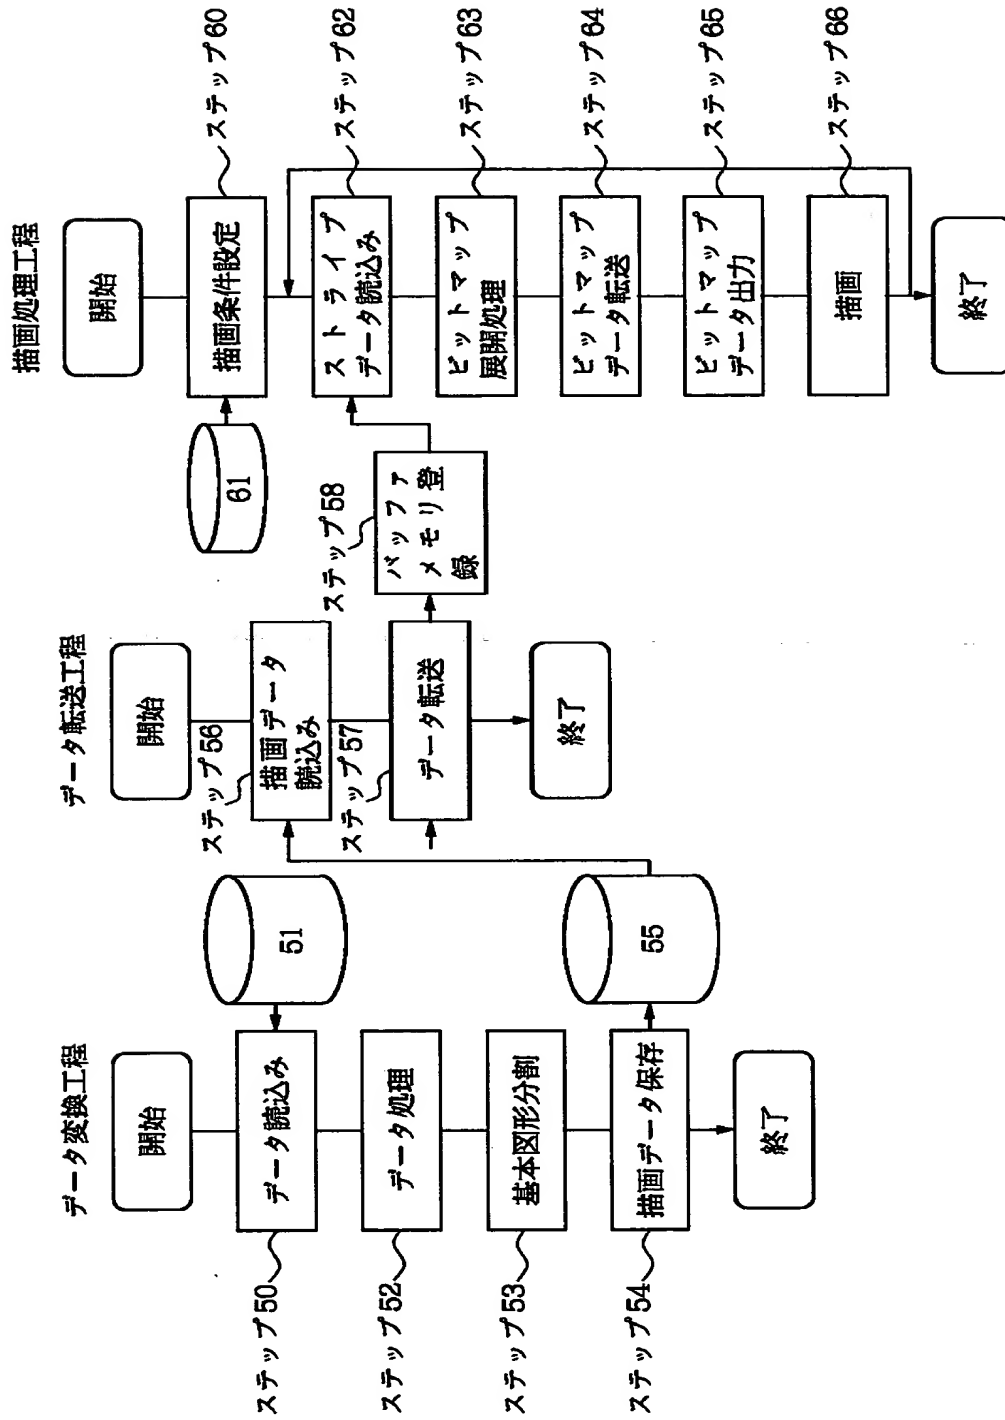 データ変換工程
開始
ステップ50
データ読込み
51
ステップ52
データ処理
ステップ53
基本図形分割
ステップ54
描画データ保存
55
終了
データ転送工程
開始
ステップ56
描画データ
読込み
ステップ57
データ転送
ステップ58
バッファ
メモリ登
録
終了
描画処理工程
開始
61
描画条件設定
ステップ60
ストライプ
データ読込み
ステップ62
ビットマップ
展開処理
ステップ63
ビットマップ
データ転送
ステップ64
ビットマップ
データ出力
ステップ65
描画
ステップ66
終了